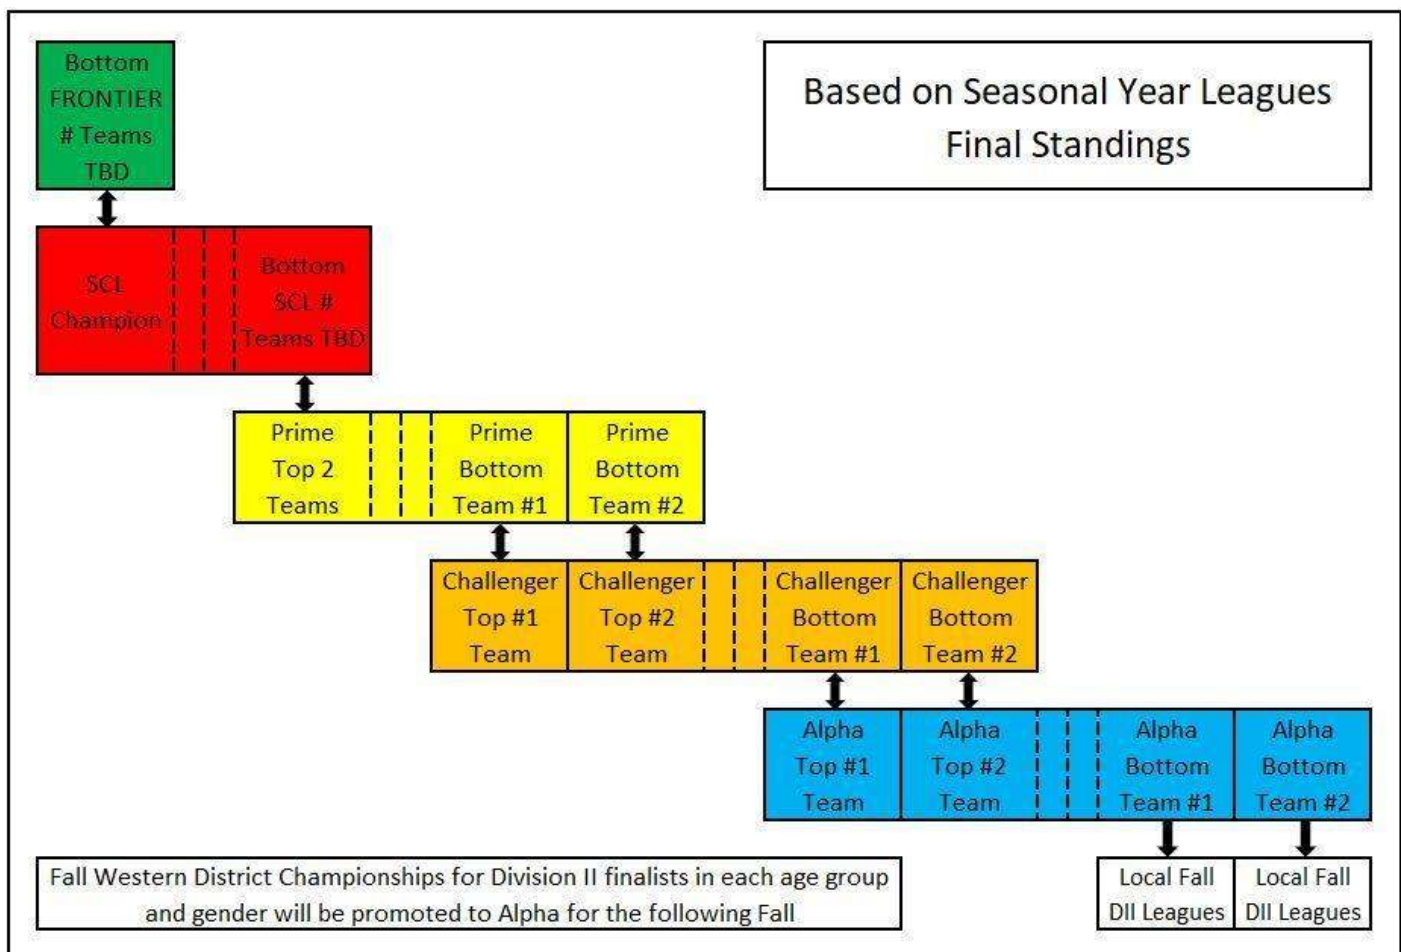 Bottom
FRONTIER
# Teams
TBD
Based on Seasonal Year Leagues
Final Standings
SCL
Champion
Bottom
SCL #
Teams TBD
Prime
Top 2
Teams
Prime
Bottom
Team #1
Prime
Bottom
Team #2
Challenger
Top #1
Team
Challenger
Top #2
Team
Challenger
Bottom
Team #1
Challenger
Bottom
Team #2
Alpha
Top #1
Team
Alpha
Top #2
Team
Alpha
Bottom
Team #1
Alpha
Bottom
Team #2
Fall Western District Championships for Division II finalists in each age group
and gender will be promoted to Alpha for the following Fall
Local Fall
DII Leagues
Local Fall
DII Leagues